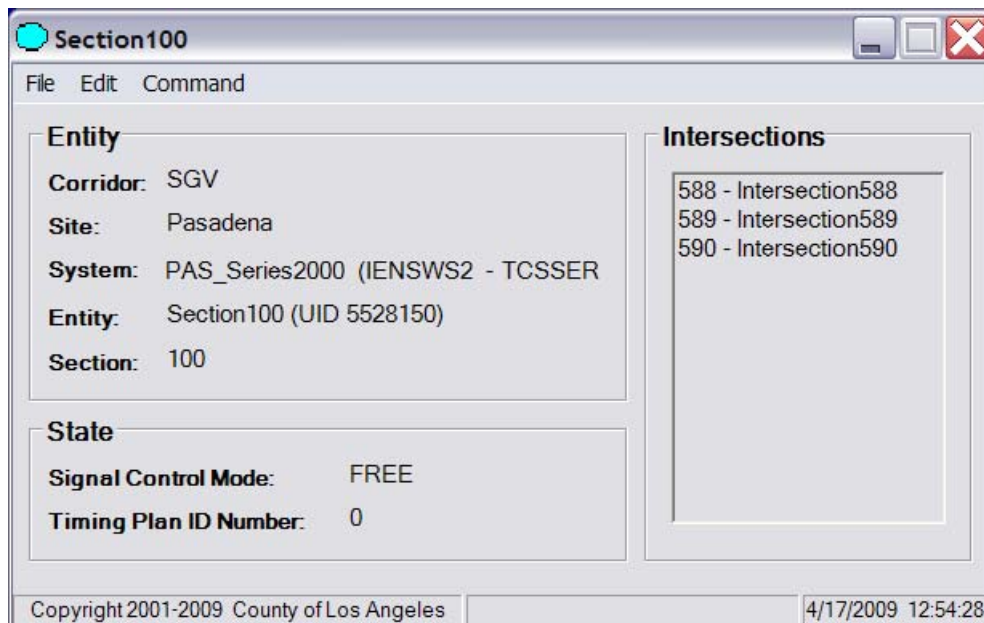 Section100
File Edit Command
Entity
Corridor: SGV
Site: Pasadena
System: PAS_Series2000 (IENSWS2 - TCSSER
Entity: Section100 (UID 5528150)
Section: 100
State
Signal Control Mode: FREE
Timing Plan ID Number: 0
Intersections
588 - Intersection588
589 - Intersection589
590 - Intersection590
Copyright 2001-2009 County of Los Angeles
4/17/2009 12:54:28